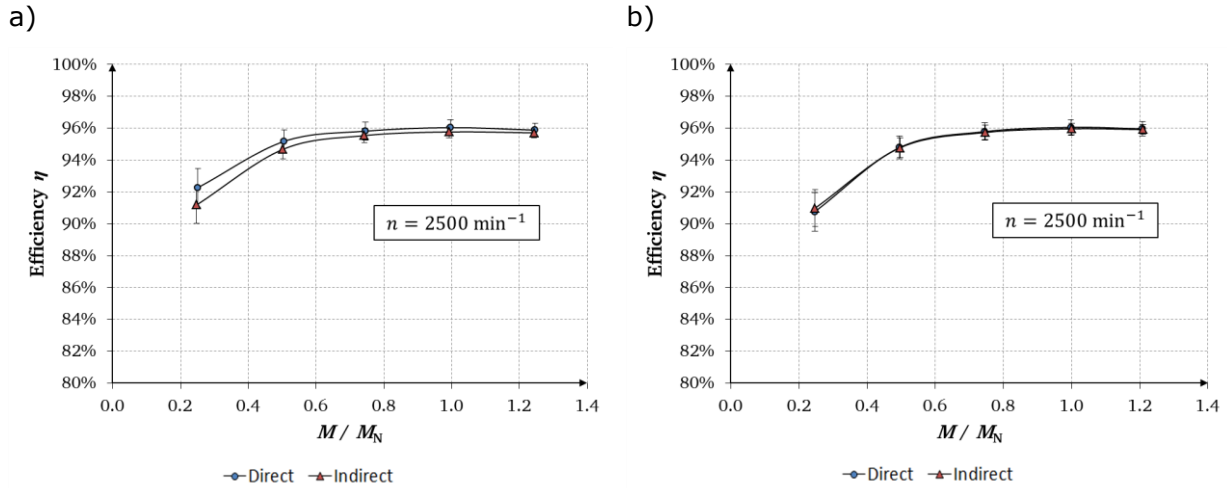 a)
100%
98%
96%
94%
92%
90%
88%
86%
84%
82%
80%
Efficiency η
n = 2500 min⁻¹
0.0 0.2 0.4 0.6 0.8 1.0 1.2 1.4
M / M_N
Direct Indirect
b)
100%
98%
96%
94%
92%
90%
88%
86%
84%
82%
80%
Efficiency η
n = 2500 min⁻¹
0.0 0.2 0.4 0.6 0.8 1.0 1.2 1.4
M / M_N
Direct Indirect